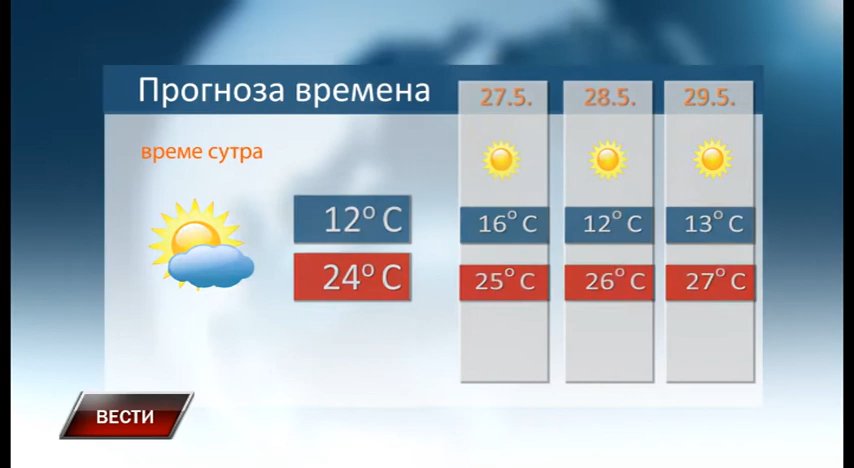 Прогноза времена
време сутра
12° C
24° C
27.5.
16° C
25° C
28.5.
12° C
26° C
29.5.
13° C
27° C
ВЕСТИ